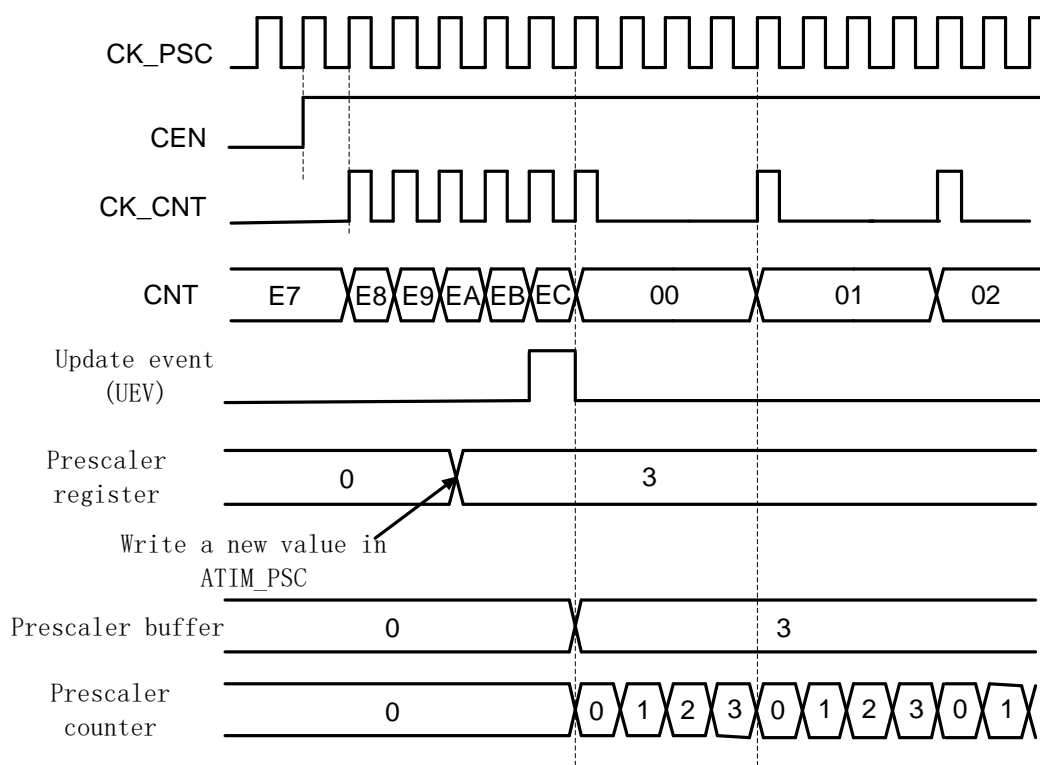 CK_PSC
CEN
CK_CNT
CNT
E7 E8 E9 EA EB EC 00 01 02
Update event
(UEV)
Prescaler
register
0 3
Write a new value in
ATIM_PSC
Prescaler buffer
0 3
Prescaler
counter
0 0 1 2 3 0 1 2 3 0 1